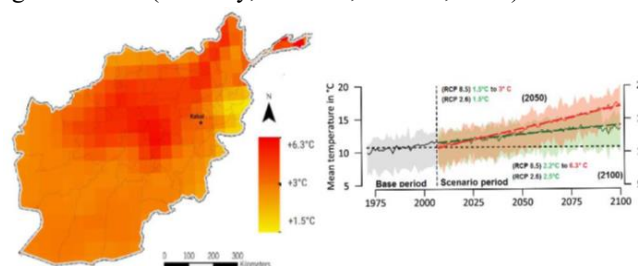 N
Kabul
+6.3°C
+3°C
+1.5°C
0 100 200 300
Kilometers
Mean temperature in °C
20
15
10
5
(RCP 8.5) 1.5°C to 3° C
(RCP 2.6) 1.5°C
(2050)
(RCP 8.5) 2.2°C to 6.3° C
(RCP 2.6) 2.5°C
(2100)
Base period Scenario period
1975 2000 2025 2050 2075 2100